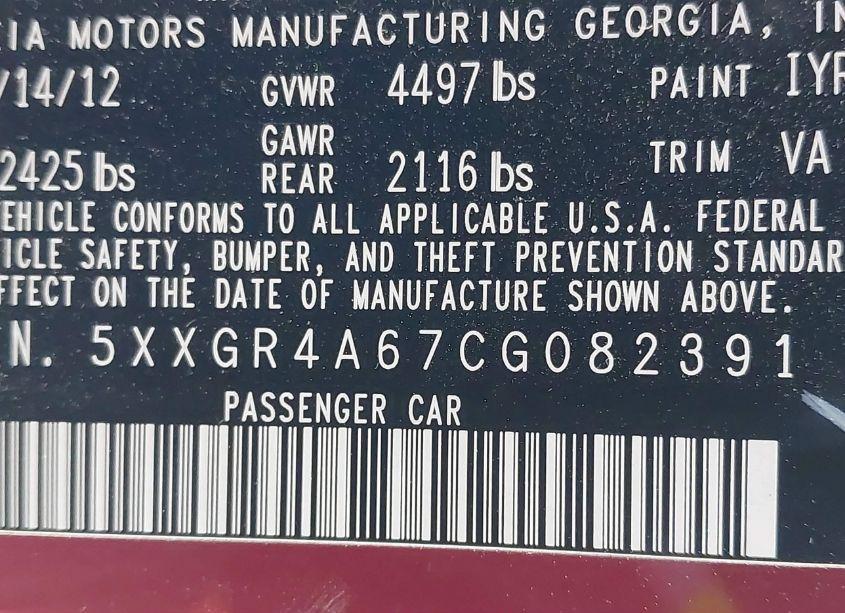 IA MOTORS MANUFACTURING GEORGIA, IN
/14/12 GVWR 4497 lbs PAINT IYR
2425 lbs GAWR REAR 2116 lbs TRIM VA
EHICLE CONFORMS TO ALL APPLICABLE U.S.A. FEDERAL
ICLE SAFETY, BUMPER, AND THEFT PREVENTION STANDAR
FFECT ON THE DATE OF MANUFACTURE SHOWN ABOVE.
N. 5XXGR4A67CG082391
PASSENGER CAR